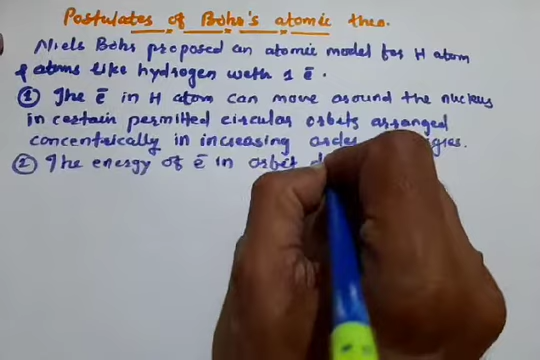 Postulates of Bohr's atomic theo.
Niels Bohr proposed an atomic model for H atom
& atoms like hydrogen with 1 ē.
① The ē in H atom can move around the nucleus
in certain permitted circular orbits arranged
concentrically in increasing order
② The energy of ē in orbit